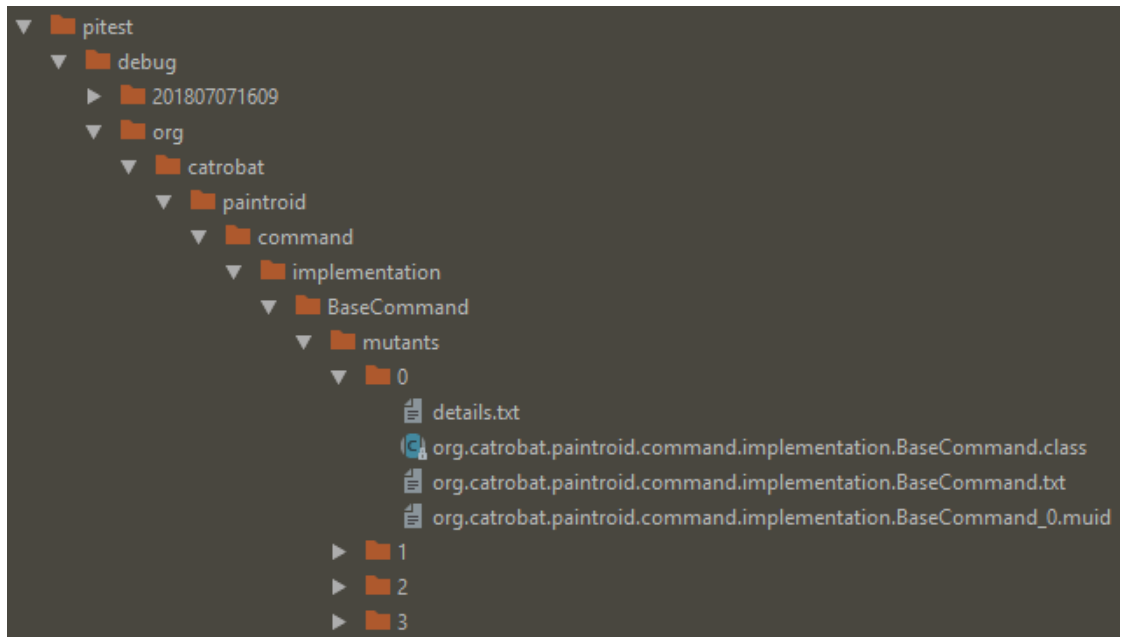 pitest
debug
201807071609
org
catrobat
paintroid
command
implementation
BaseCommand
mutants
0
details.txt
org.catrobat.paintroid.command.implementation.BaseCommand.class
org.catrobat.paintroid.command.implementation.BaseCommand.txt
org.catrobat.paintroid.command.implementation.BaseCommand_0.muid
1
2
3